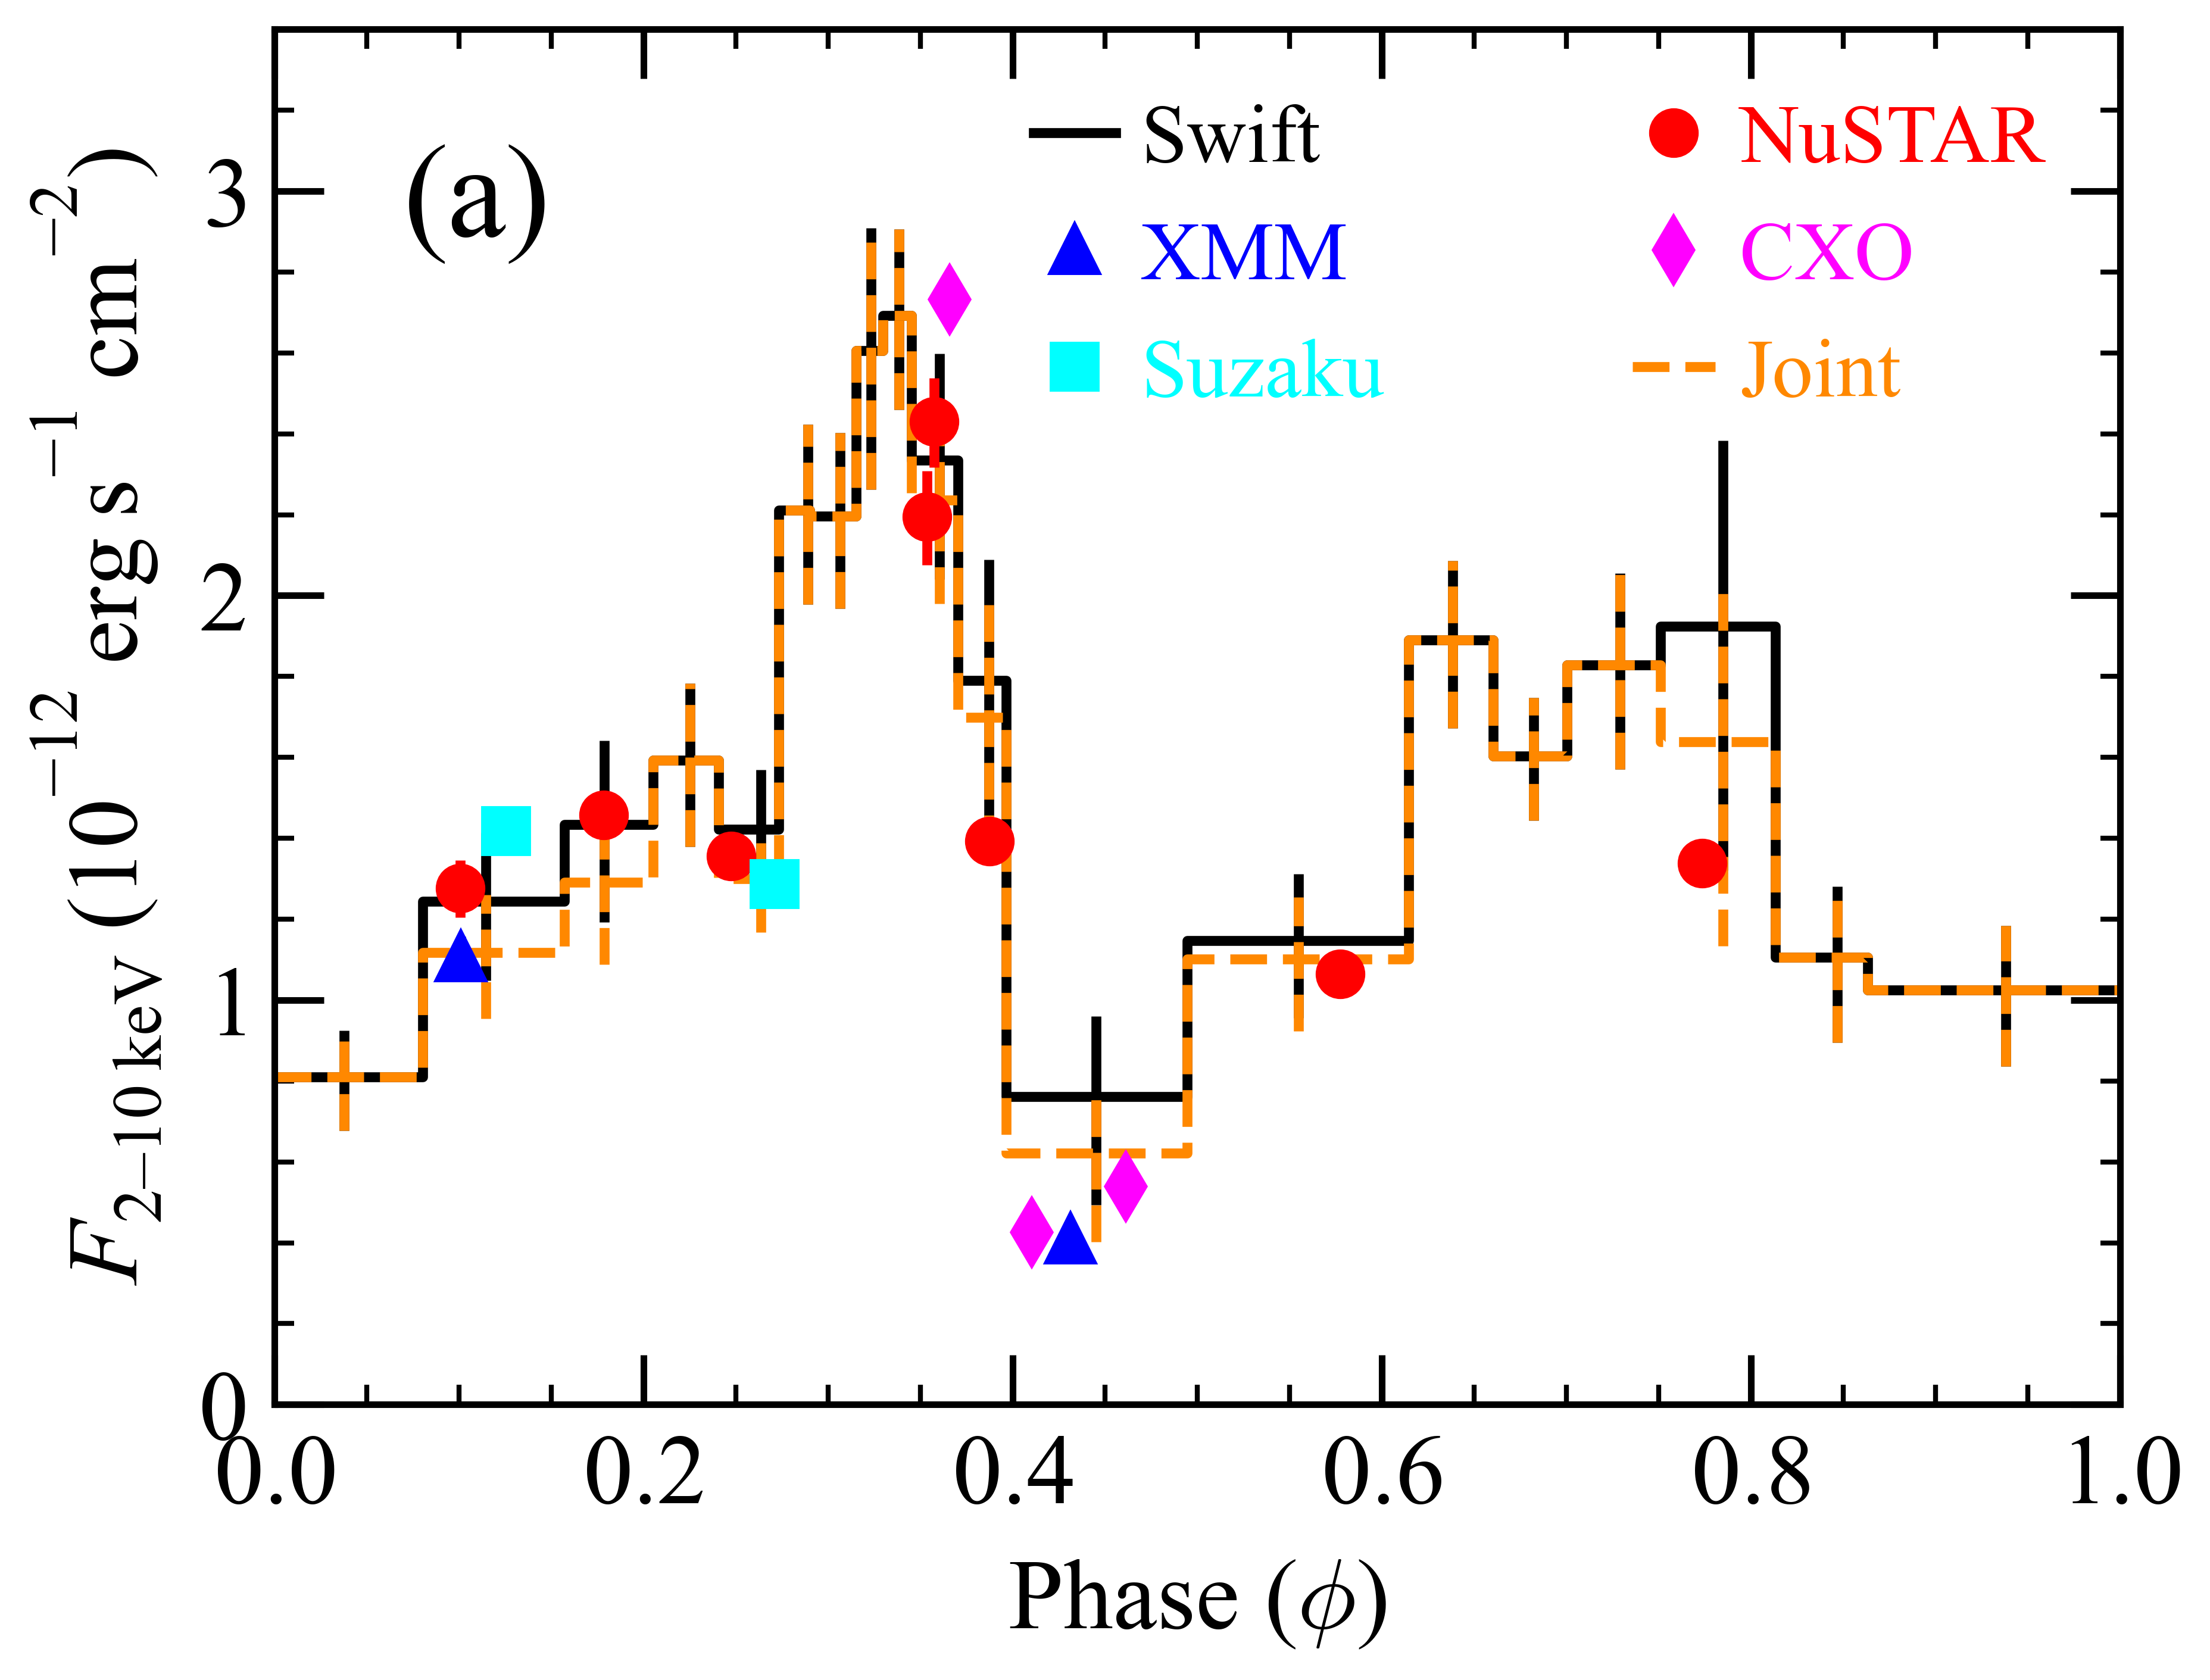 (a)
Swift
NuSTAR
XMM
CXO
Suzaku
Joint
F2−10 keV (10−12 erg s−1 cm−2)
3
2
1
0
0.0 0.2 0.4 0.6 0.8 1.0
Phase (ϕ)